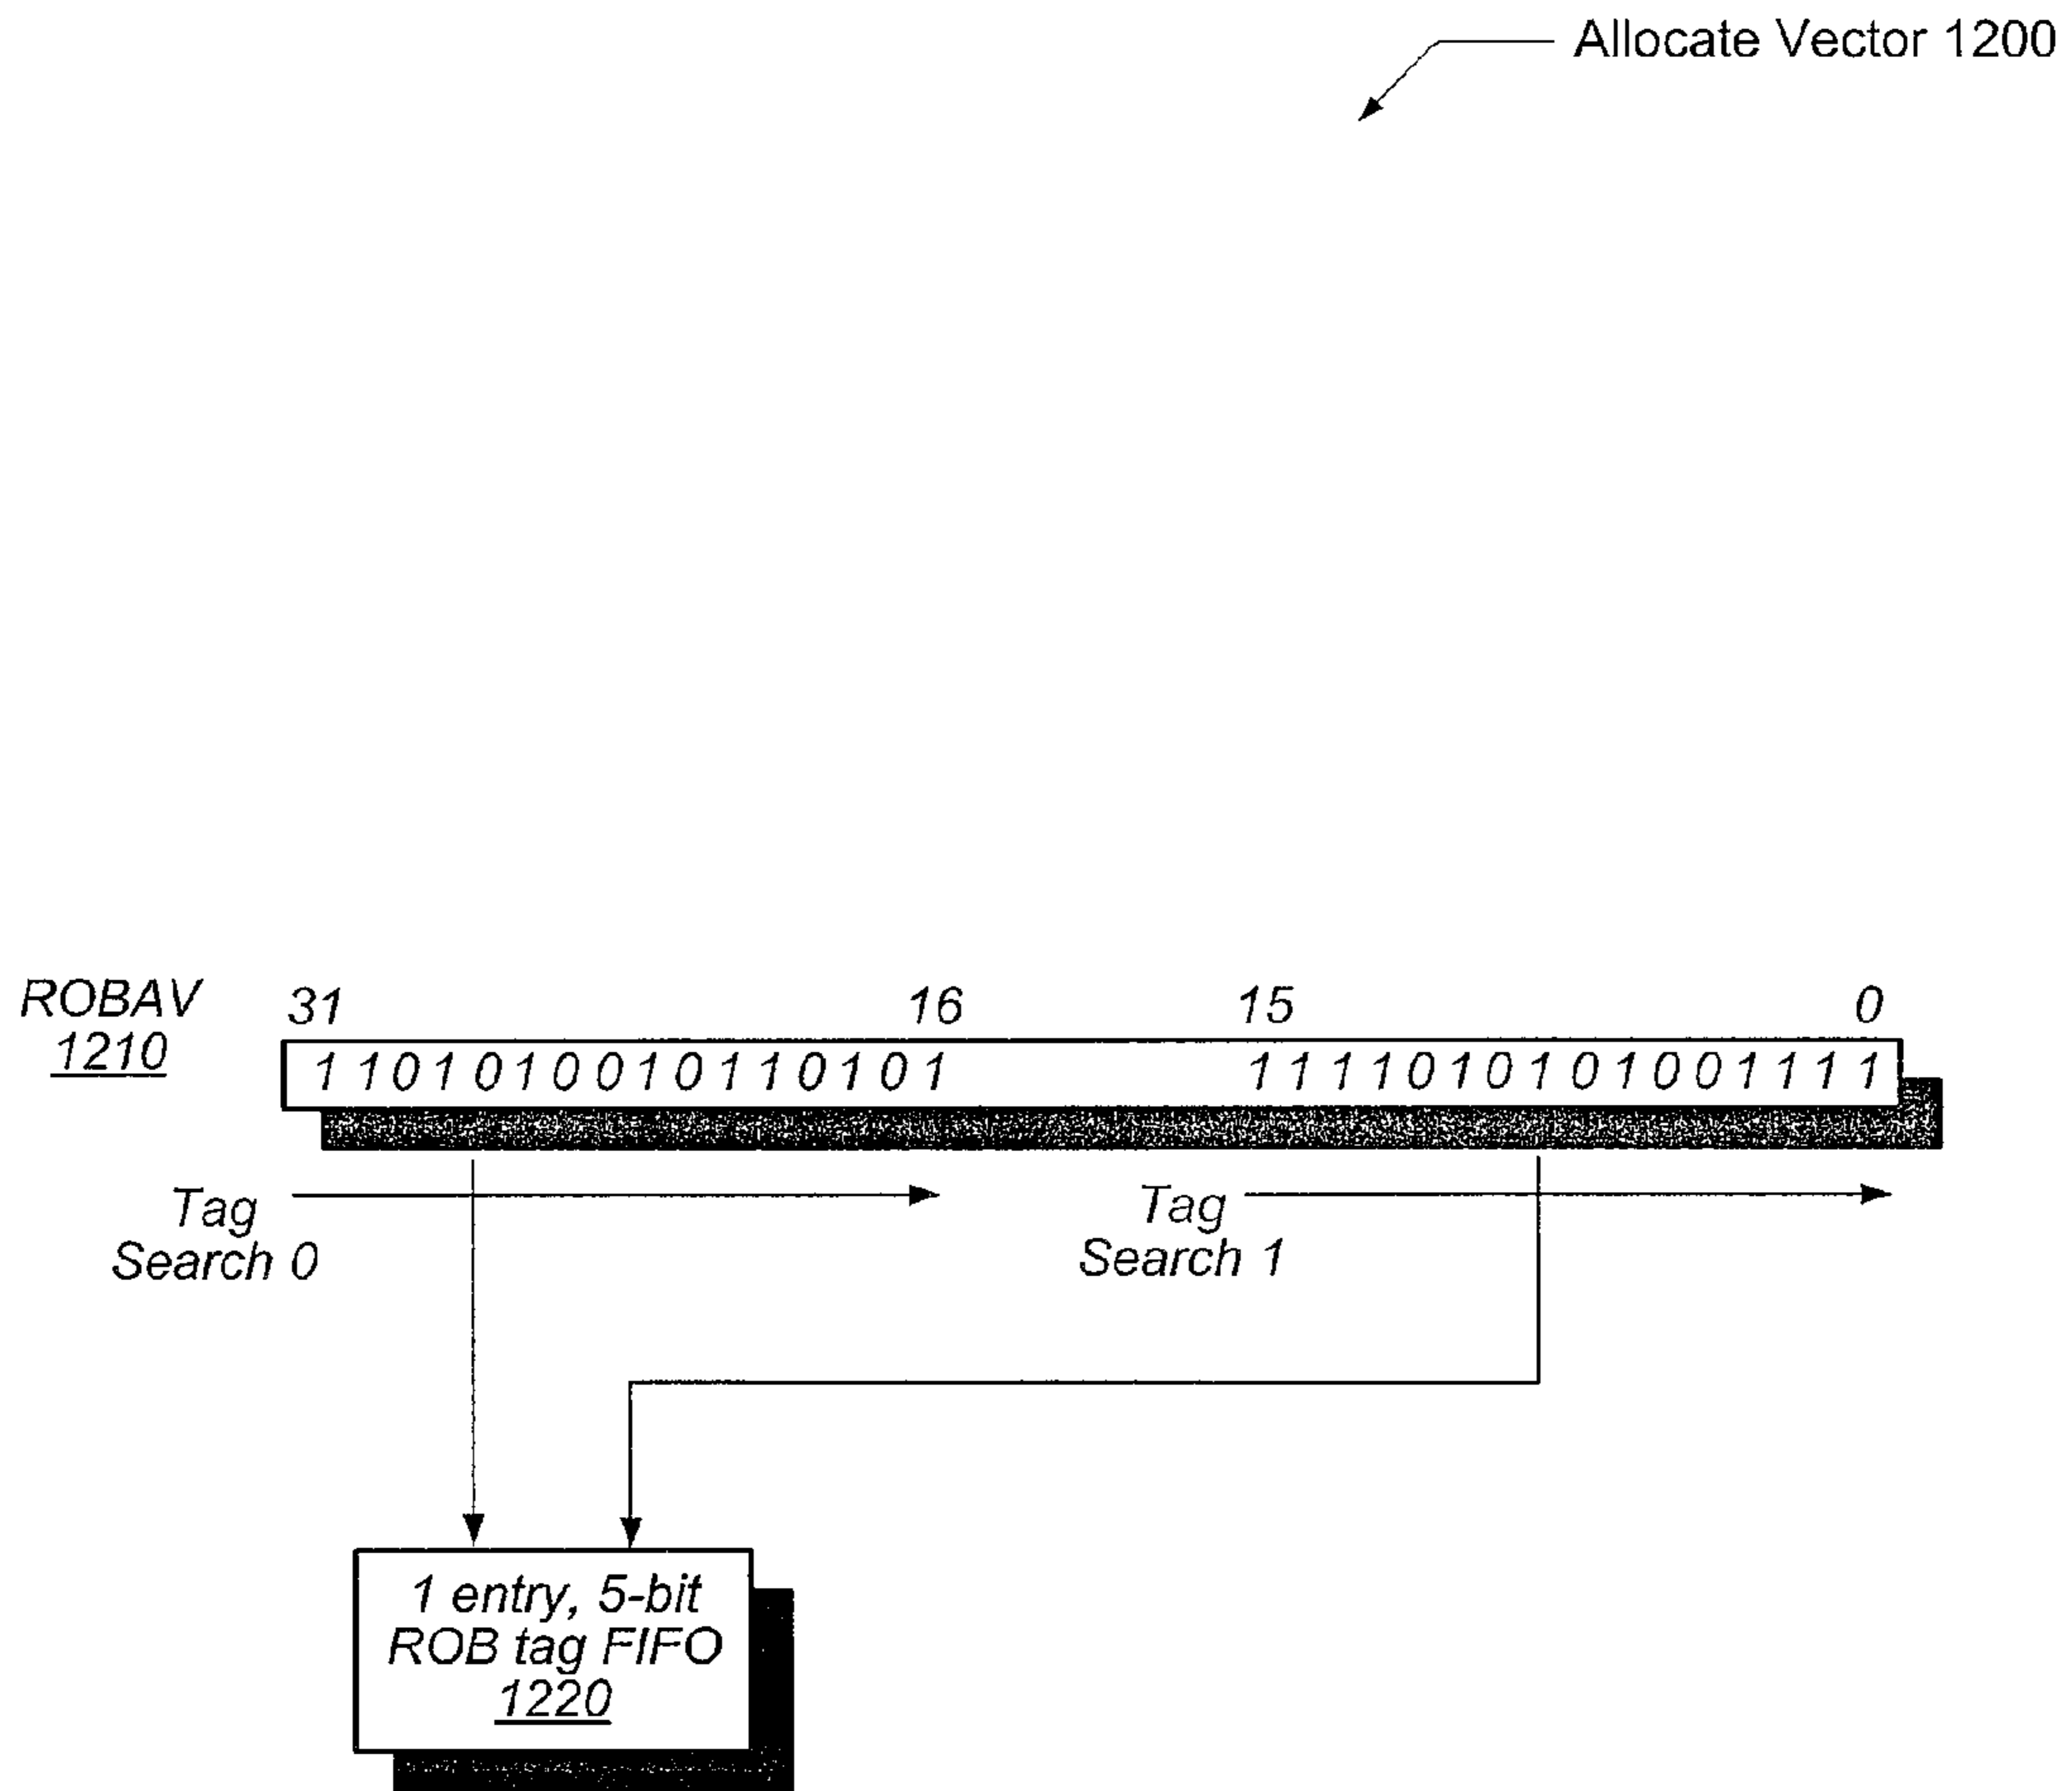 Allocate Vector 1200
ROBAV
1210
31 16 15 0
1 1 0 1 0 1 0 0 1 0 1 1 0 1 0 1 1 1 1 1 0 1 0 1 0 1 0 0 1 1 1 1
Tag
Search 0
Tag
Search 1
1 entry, 5-bit
ROB tag FIFO
1220